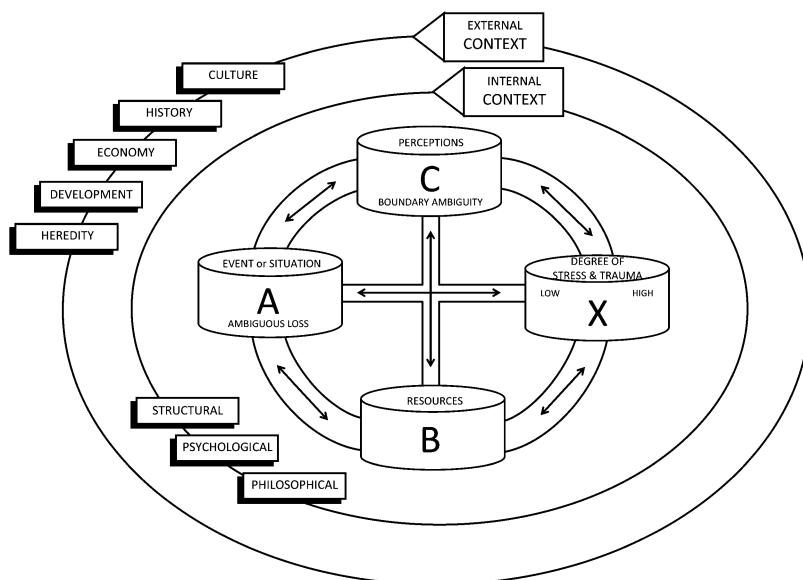 EXTERNAL
CONTEXT
INTERNAL
CONTEXT
CULTURE
HISTORY
ECONOMY
DEVELOPMENT
HEREDITY
PERCEPTIONS
C
BOUNDARY AMBIGUITY
EVENT or SITUATION
A
AMBIGUOUS LOSS
DEGREE OF
STRESS & TRAUMA
LOW HIGH
X
RESOURCES
B
STRUCTURAL
PSYCHOLOGICAL
PHILOSOPHICAL